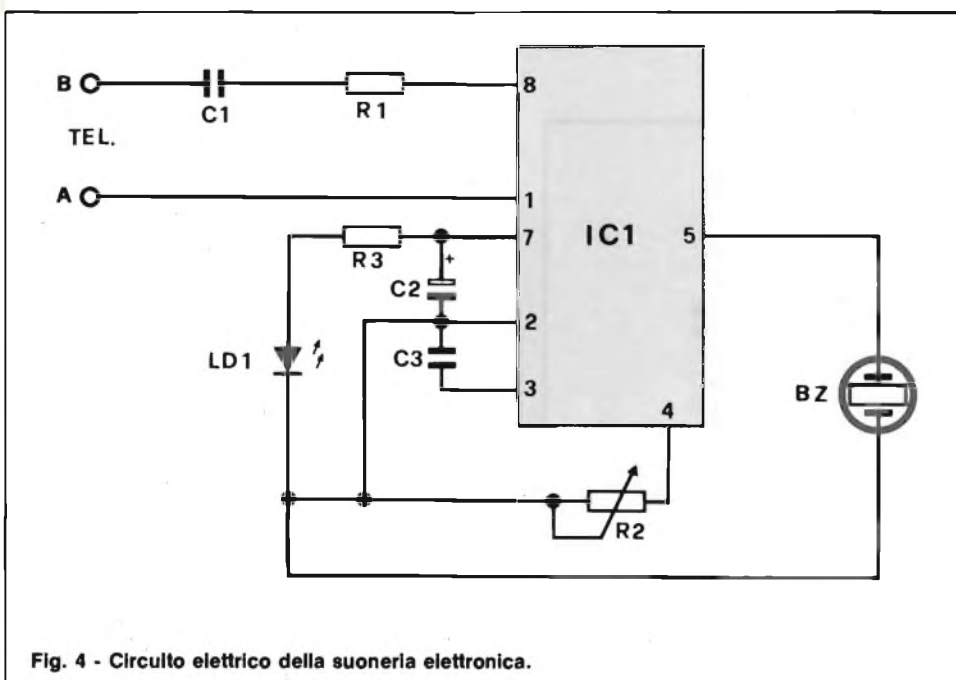 B
C1
R1
8
TEL.
A
1
R3
7
IC1
5
+
C2
2
LD1
C3
3
BZ
4
R2
Fig. 4 - Circuito elettrico della suoneria elettronica.